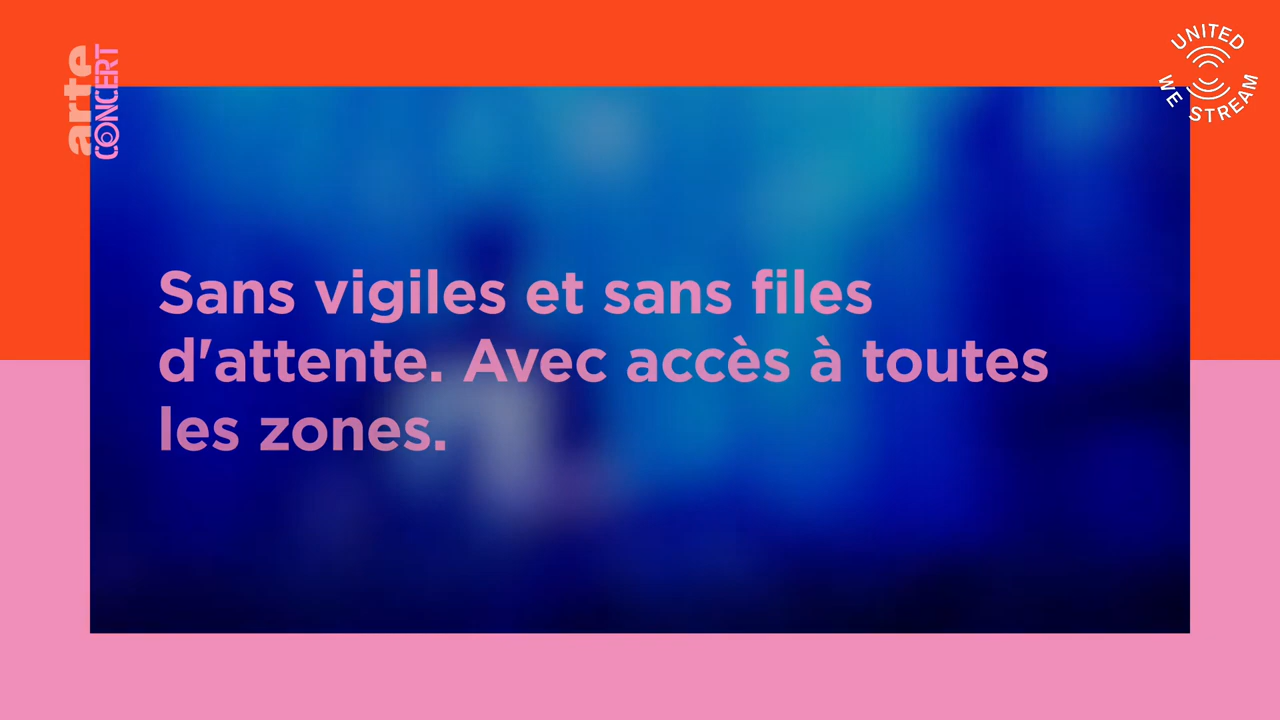 arte
CONCERT
UNITED
WE STREAM
Sans vigiles et sans files
d'attente. Avec accès à toutes
les zones.